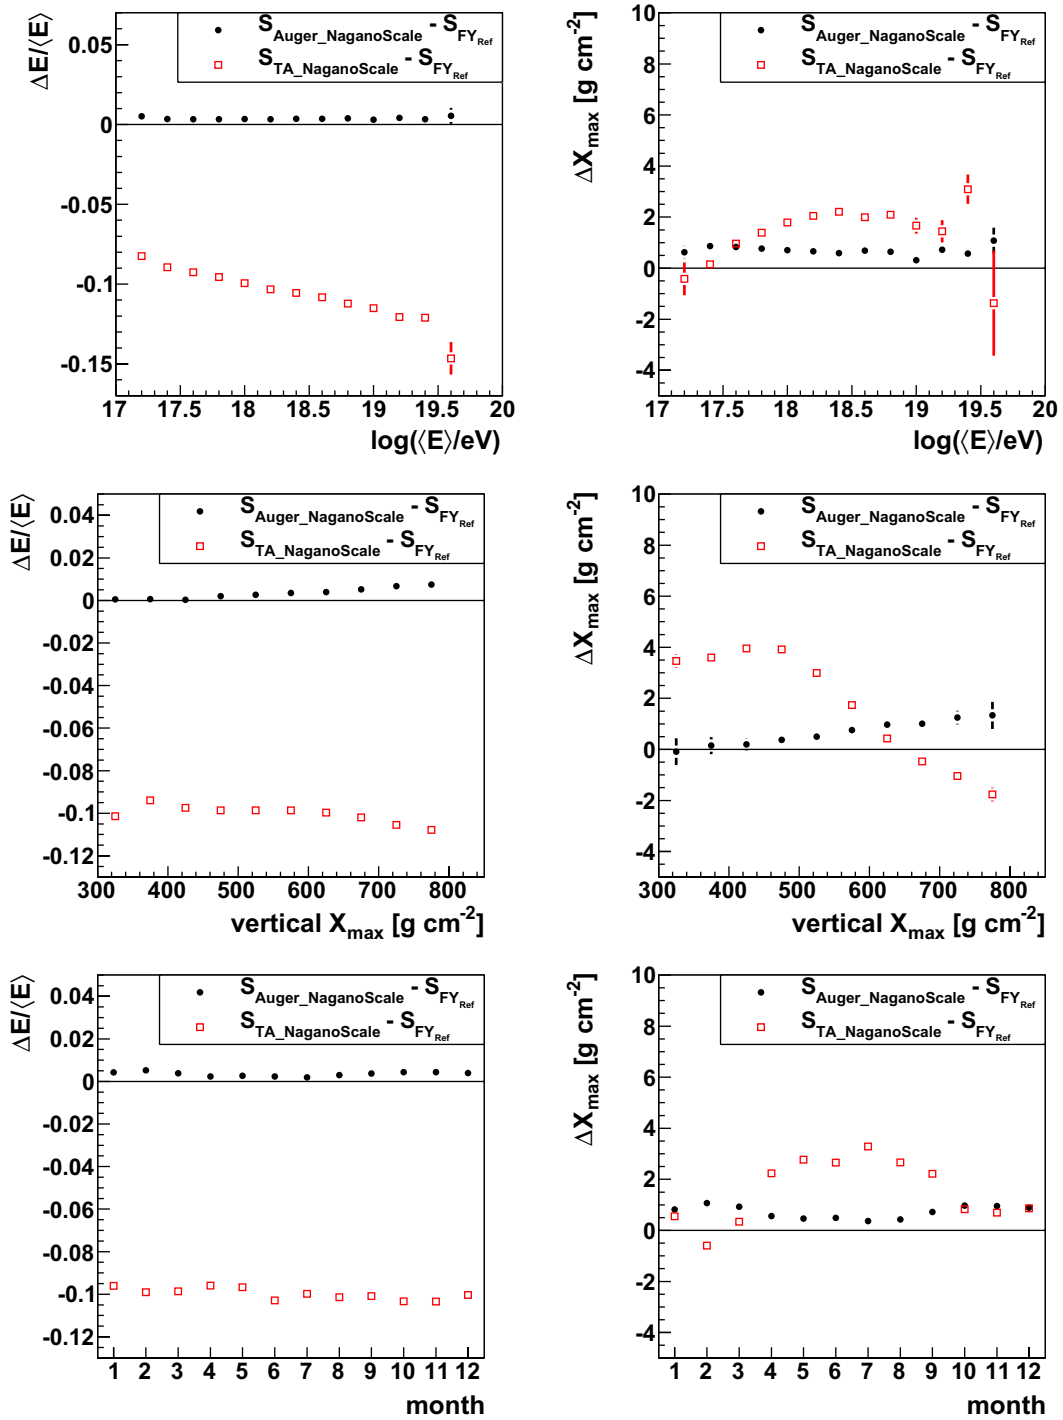 ΔE/⟨E⟩
0.05
0
-0.05
-0.1
-0.15
S_Auger_NaganoScale - S_FY_Ref
S_TA_NaganoScale - S_FY_Ref
17 17.5 18 18.5 19 19.5 20
log(⟨E⟩/eV)
ΔX_max [g cm^-2]
10
8
6
4
2
0
-2
-4
S_Auger_NaganoScale - S_FY_Ref
S_TA_NaganoScale - S_FY_Ref
17 17.5 18 18.5 19 19.5 20
log(⟨E⟩/eV)
ΔE/⟨E⟩
0.04
0.02
0
-0.02
-0.04
-0.06
-0.08
-0.1
-0.12
S_Auger_NaganoScale - S_FY_Ref
S_TA_NaganoScale - S_FY_Ref
300 400 500 600 700 800
vertical X_max [g cm^-2]
ΔX_max [g cm^-2]
10
8
6
4
2
0
-2
-4
S_Auger_NaganoScale - S_FY_Ref
S_TA_NaganoScale - S_FY_Ref
300 400 500 600 700 800
vertical X_max [g cm^-2]
ΔE/⟨E⟩
0.04
0.02
0
-0.02
-0.04
-0.06
-0.08
-0.1
-0.12
S_Auger_NaganoScale - S_FY_Ref
S_TA_NaganoScale - S_FY_Ref
1 2 3 4 5 6 7 8 9 10 11 12
month
ΔX_max [g cm^-2]
10
8
6
4
2
0
-2
-4
S_Auger_NaganoScale - S_FY_Ref
S_TA_NaganoScale - S_FY_Ref
1 2 3 4 5 6 7 8 9 10 11 12
month